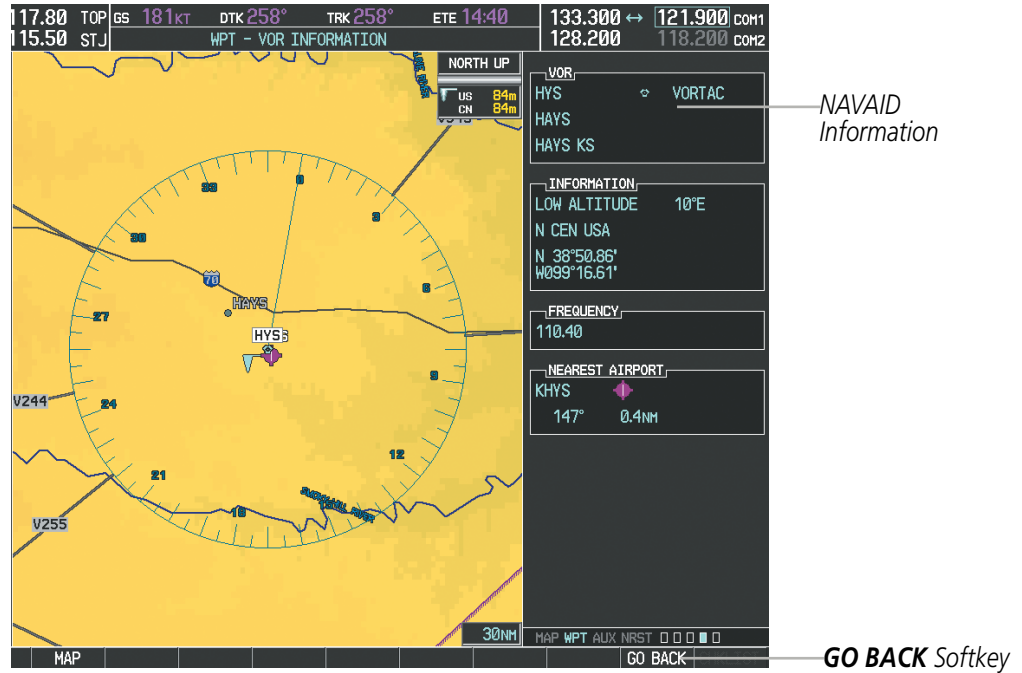 117.80 TOP GS 181KT DTK 258° TRK 258° ETE 14:40 133.300 ↔ 121.900 COM1
115.50 STJ WPT - VOR INFORMATION 128.200 118.200 COM2
NORTH UP
US 84m
CN 84m
33
0
3
30
6
70
HAYS
27
HYS
9
V244
24
12
21
V255
30NM
VOR
HYS VORTAC
HAYS
HAYS KS
INFORMATION
LOW ALTITUDE 10°E
N CEN USA
N 38°50.86'
W099°16.61'
FREQUENCY
110.40
NEAREST AIRPORT
KHYS
147° 0.4NM
MAP WPT AUX NRST
MAP GO BACK
NAVAID
Information
GO BACK Softkey